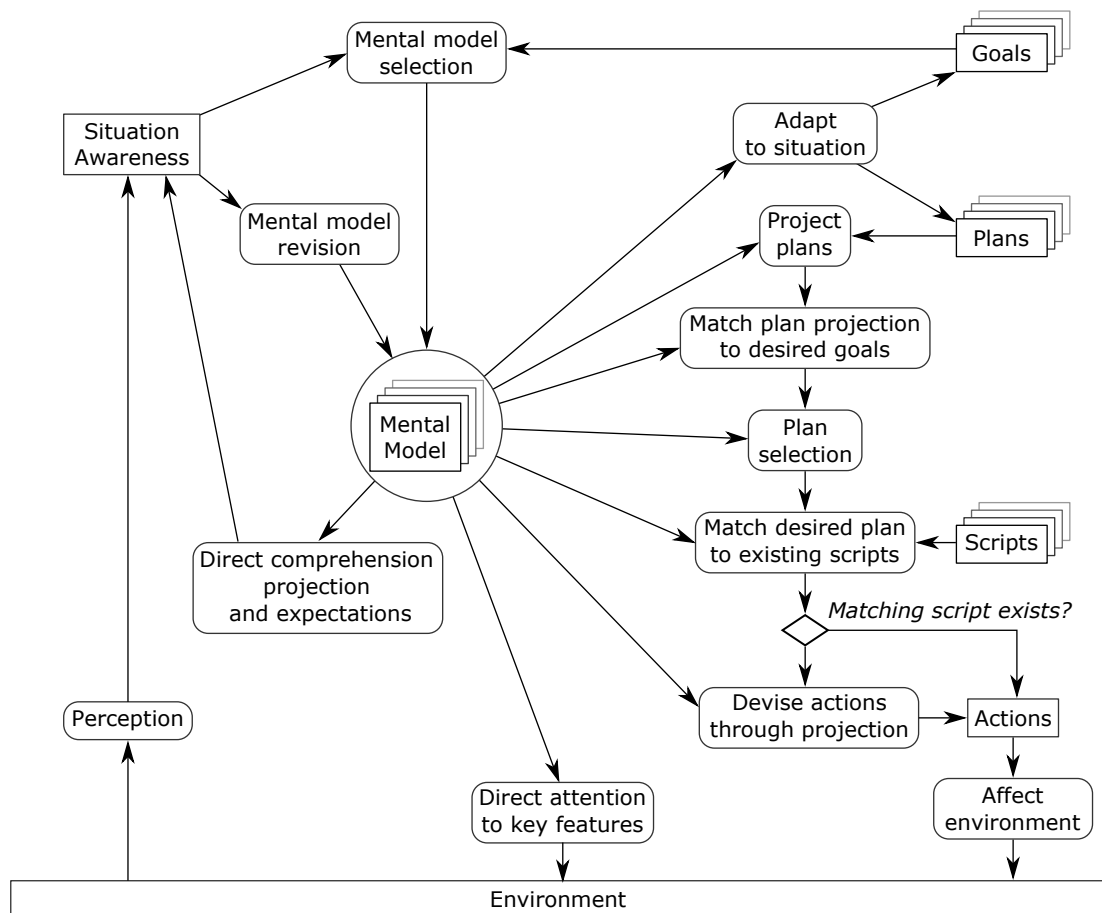 Mental model
selection
Goals
Situation
Awareness
Adapt
to situation
Mental model
revision
Project
plans
Plans
Match plan projection
to desired goals
Mental
Model
Plan
selection
Match desired plan
to existing scripts
Scripts
Direct comprehension
projection
and expectations
Matching script exists?
Perception
Devise actions
through projection
Actions
Direct attention
to key features
Affect
environment
Environment